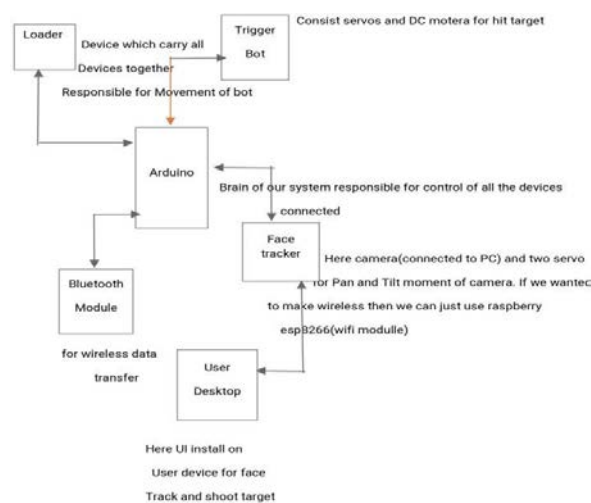 Loader
Device which carry all
Devices together
Responsible for Movement of bot
Trigger
Bot
Consist servos and DC motera for hit target
Arduino
Brain of our system responsible for control of all the devices
connected
Face
tracker
Here camera(connected to PC) and two servo
for Pan and Tilt moment of camera. If we wanted
to make wireless then we can just use raspberry
esp8266(wifi modulle)
Bluetooth
Module
for wireless data
transfer
User
Desktop
Here UI install on
User device for face
Track and shoot target